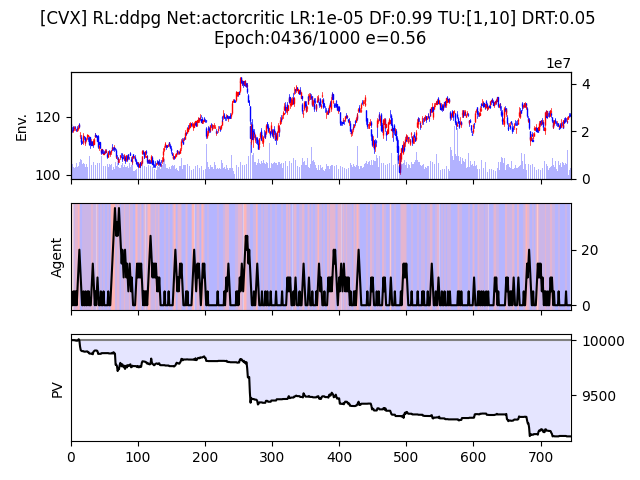 [CVX] RL:ddpg Net:actorcritic LR:1e-05 DF:0.99 TU:[1,10] DRT:0.05
Epoch:0436/1000 e=0.56
1e7
Env.
120
100
4
2
0
Agent
20
0
PV
10000
9500
0 100 200 300 400 500 600 700